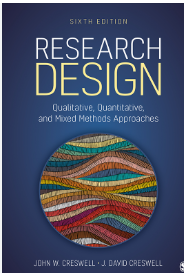 SIXTH EDITION
RESEARCH
DESIGN
Qualitative, Quantitative,
and Mixed Methods Approaches
JOHN W. CRESWELL • J. DAVID CRESWELL